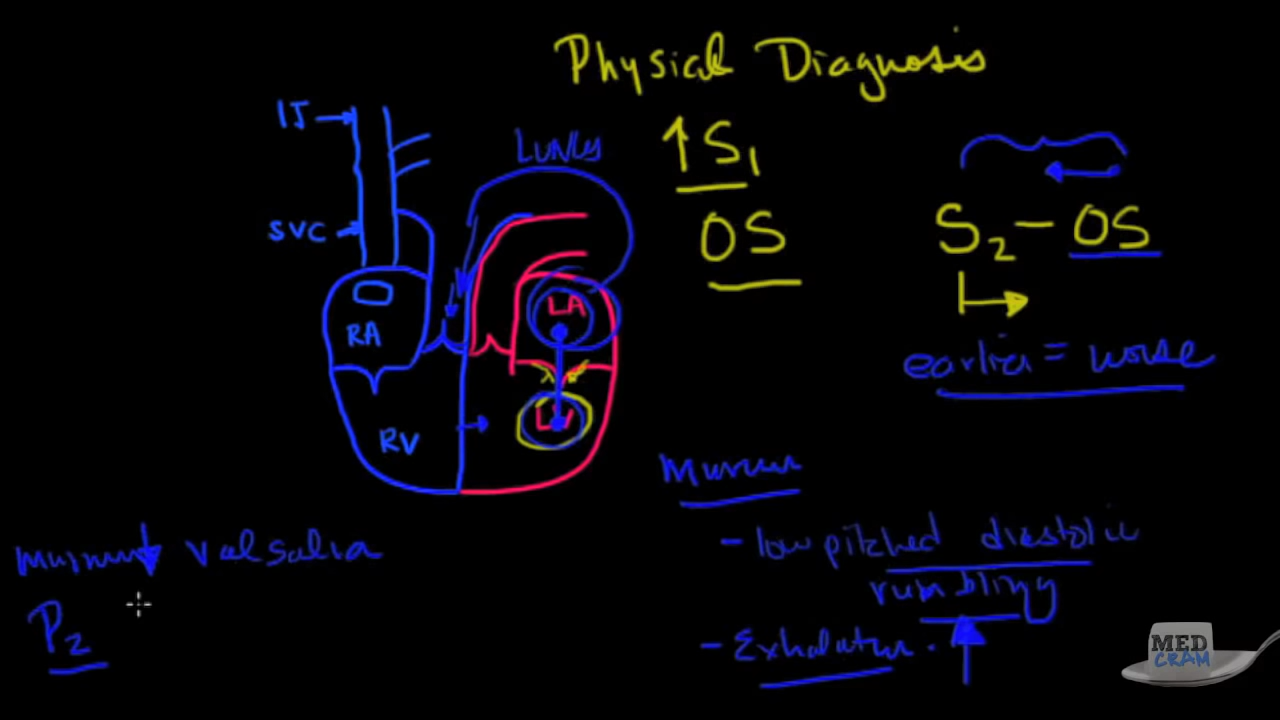 Physical Diagnosis
IJ
LUNGS
↑S₁
SVC
OS
S₂ - OS
LA
RA
earlier = worse
LV
RV
murmur
murmur↓ valsalva
- low pitched diastolic
rumbling
P₂
- Exhalation. ↑
MED
CRAM